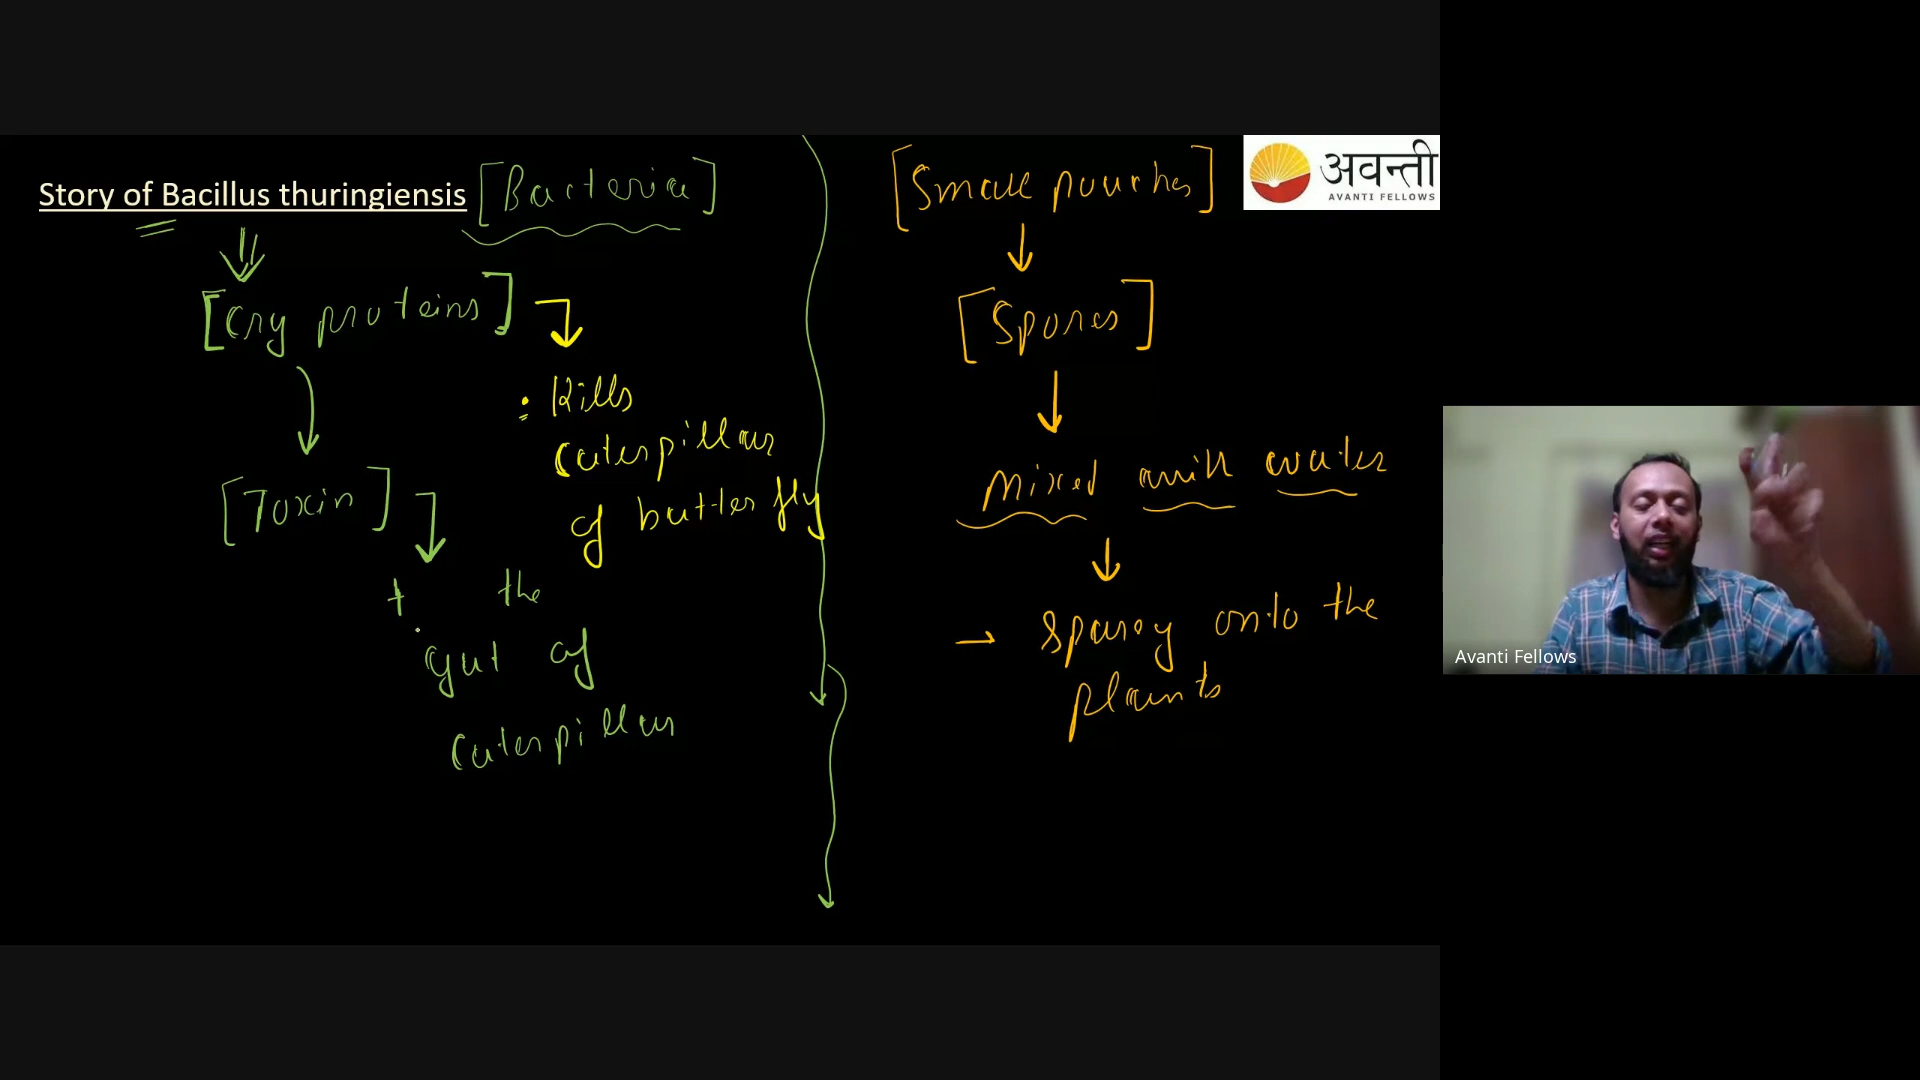 Story of Bacillus thuringiensis [Bacteria]
[Cry proteins]
: Kills
caterpillar
of butterfly
[Toxin]
the
gut of
caterpillar
[Small pouches]
[Spores]
Mixed with water
→ Sparay onto the
plants
अवन्ती
AVANTI FELLOWS
Avanti Fellows